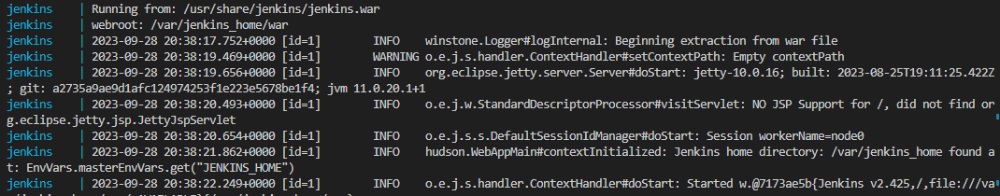 jenkins | Running from: /usr/share/jenkins/jenkins.war
jenkins | webroot: /var/jenkins_home/war
jenkins | 2023-09-28 20:38:17.752+0000 [id=1] INFO winstone.Logger#logInternal: Beginning extraction from war file
jenkins | 2023-09-28 20:38:19.469+0000 [id=1] WARNING o.e.j.s.handler.ContextHandler#setContextPath: Empty contextPath
jenkins | 2023-09-28 20:38:19.656+0000 [id=1] INFO org.eclipse.jetty.server.Server#doStart: jetty-10.0.16; built: 2023-08-25T19:11:25.422Z
; git: a2735a9ae9d1afc124974253f1e223e5678be1f4; jvm 11.0.20.1+1
jenkins | 2023-09-28 20:38:20.493+0000 [id=1] INFO o.e.j.w.StandardDescriptorProcessor#visitServlet: NO JSP Support for /, did not find or
g.eclipse.jetty.jsp.JettyJspServlet
jenkins | 2023-09-28 20:38:20.654+0000 [id=1] INFO o.e.j.s.s.DefaultSessionIdManager#doStart: Session workerName=node0
jenkins | 2023-09-28 20:38:21.862+0000 [id=1] INFO hudson.WebAppMain#contextInitialized: Jenkins home directory: /var/jenkins_home found a
t: EnvVars.masterEnvVars.get("JENKINS_HOME")
jenkins | 2023-09-28 20:38:22.249+0000 [id=1] INFO o.e.j.s.handler.ContextHandler#doStart: Started w.@7173ae5b{Jenkins v2.425,/,file:///va